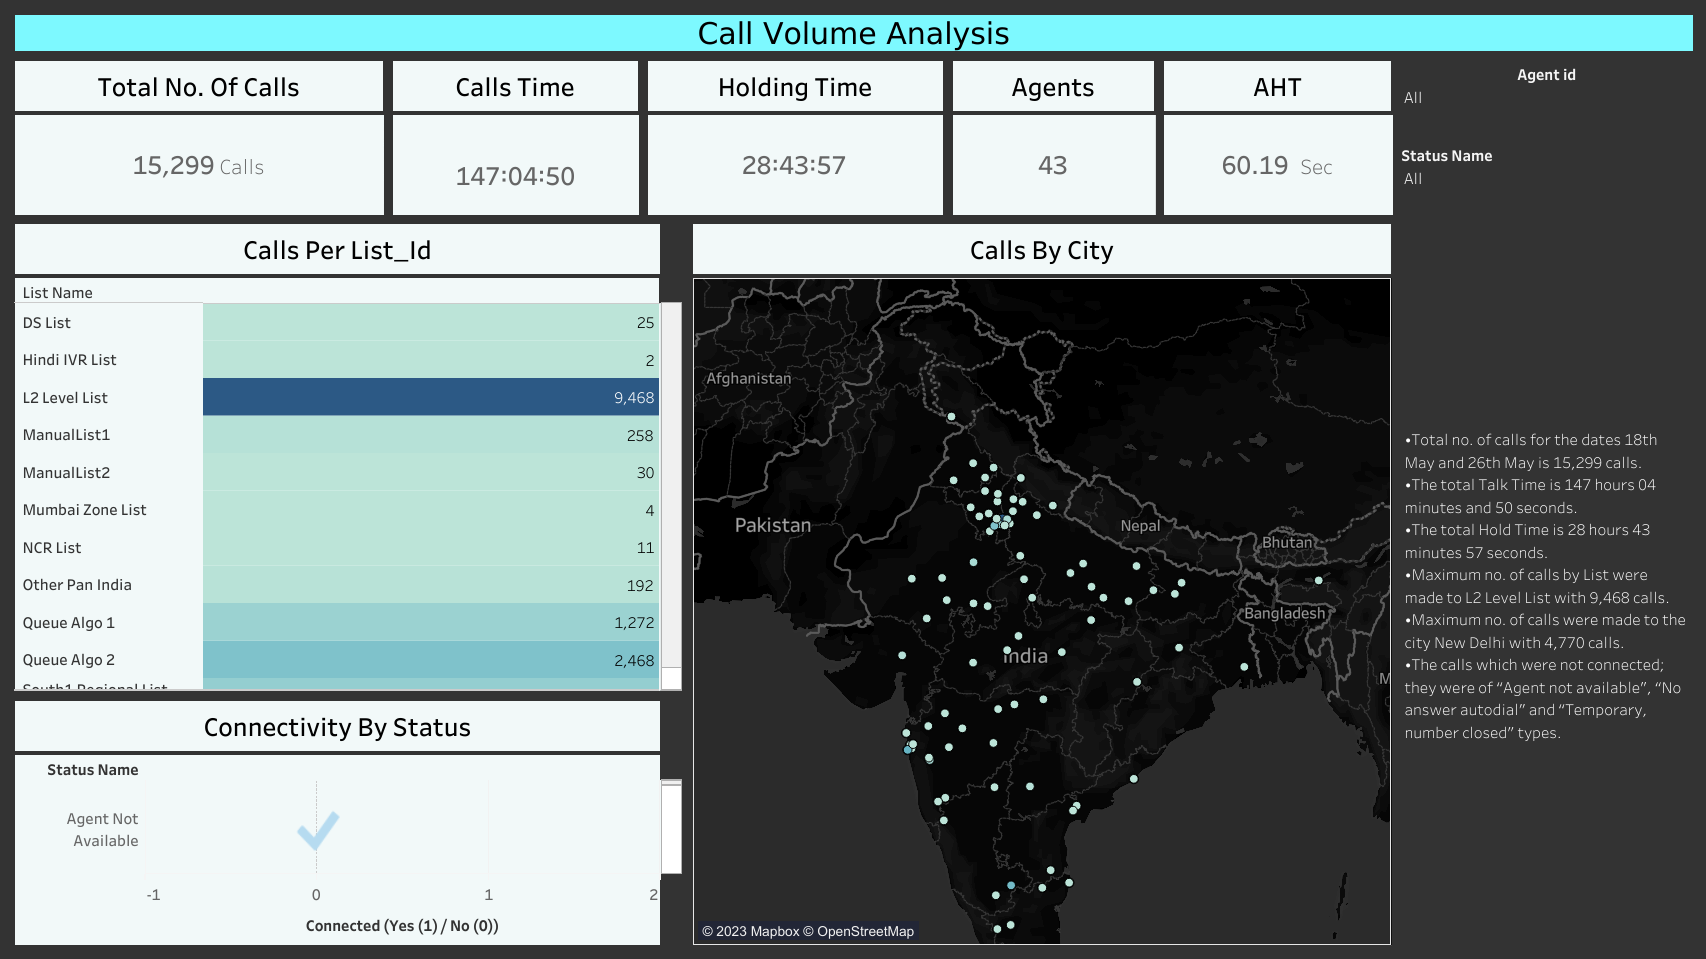 Call Volume Analysis
Total No. Of Calls
Calls Time
Holding Time
Agents
AHT
15,299 Calls
147:04:50
28:43:57
43
60.19 Sec
Agent id
All
Status Name
All
Calls Per List_Id
List Name
DS List 25
Hindi IVR List 2
L2 Level List 9,468
ManualList1 258
ManualList2 30
Mumbai Zone List 4
NCR List 11
Other Pan India 192
Queue Algo 1 1,272
Queue Algo 2 2,468
South1 Regional List
Connectivity By Status
Status Name
Agent Not
Available
-1 0 1 2
Connected (Yes (1) / No (0))
Calls By City
Afghanistan
Pakistan
Nepal
Bhutan
Bangladesh
India
M
© 2023 Mapbox © OpenStreetMap
•Total no. of calls for the dates 18th
May and 26th May is 15,299 calls.
•The total Talk Time is 147 hours 04
minutes and 50 seconds.
•The total Hold Time is 28 hours 43
minutes 57 seconds.
•Maximum no. of calls by List were
made to L2 Level List with 9,468 calls.
•Maximum no. of calls were made to the
city New Delhi with 4,770 calls.
•The calls which were not connected;
they were of “Agent not available”, “No
answer autodial” and “Temporary,
number closed” types.